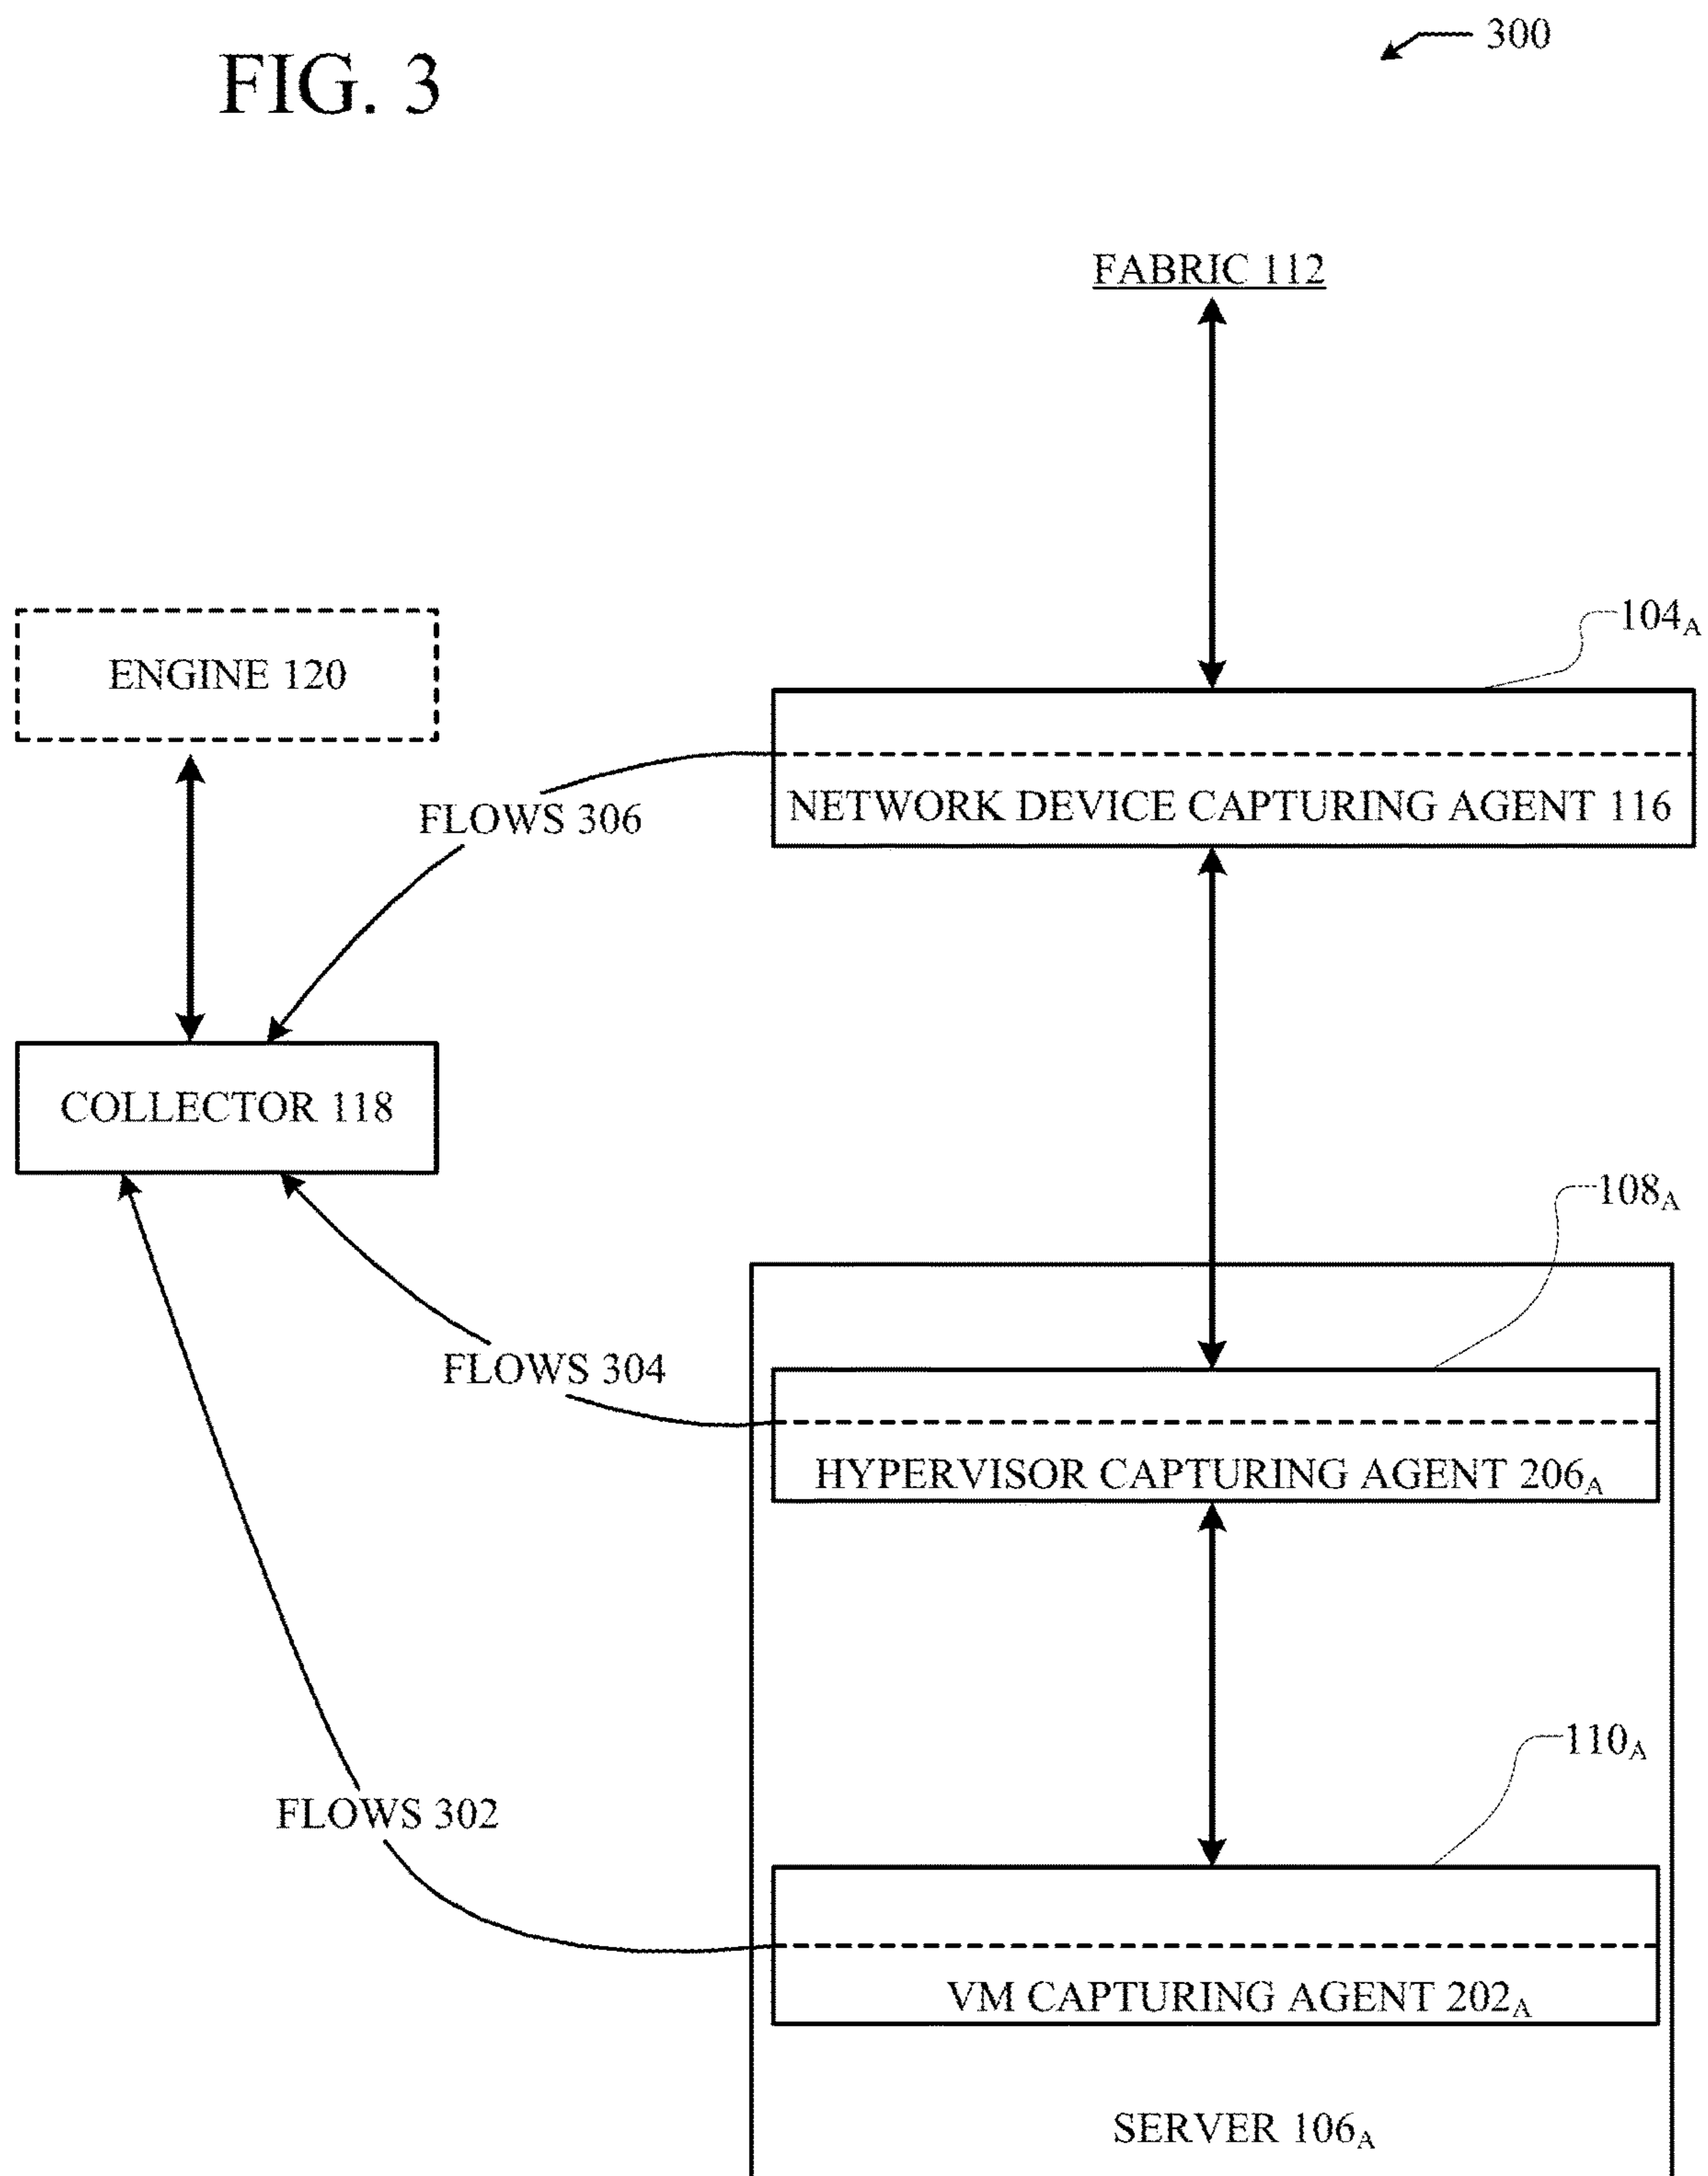 FIG. 3
300
FABRIC 112
104A
ENGINE 120
NETWORK DEVICE CAPTURING AGENT 116
FLOWS 306
COLLECTOR 118
108A
FLOWS 304
HYPERVISOR CAPTURING AGENT 206A
110A
FLOWS 302
VM CAPTURING AGENT 202A
SERVER 106A